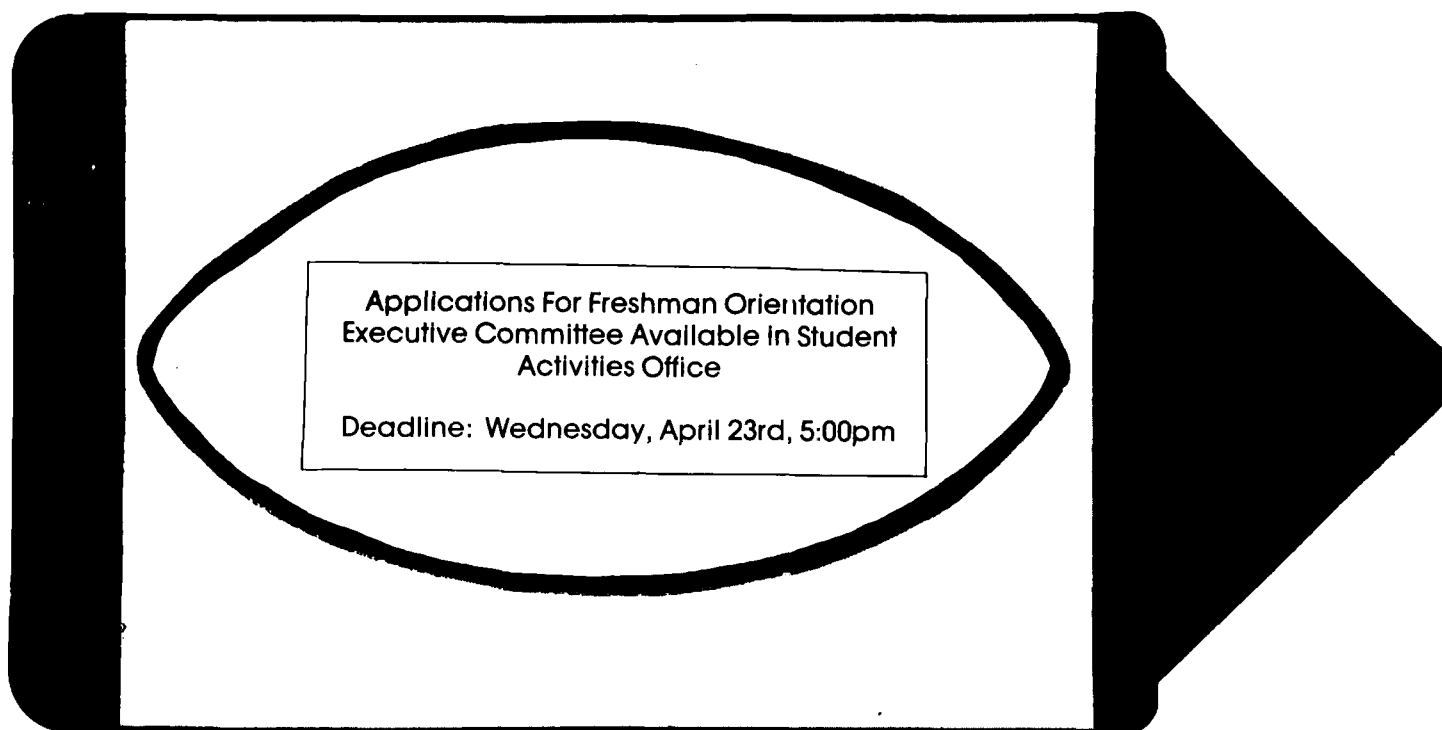 Applications For Freshman Orientation
Executive Committee Available in Student
Activities Office
Deadline: Wednesday, April 23rd, 5:00pm